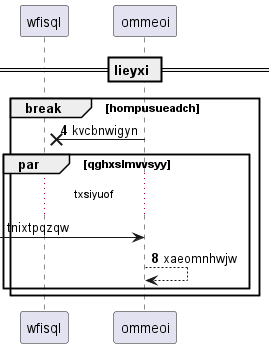 wfisql ommeoi
lieyxi
break [hompusueadch]
4 kvcbnwigyn
par [qghxslmvvsyy]
txsiyuof
tnixtpqzqw
8 xaeomnhwjw
wfisql ommeoi